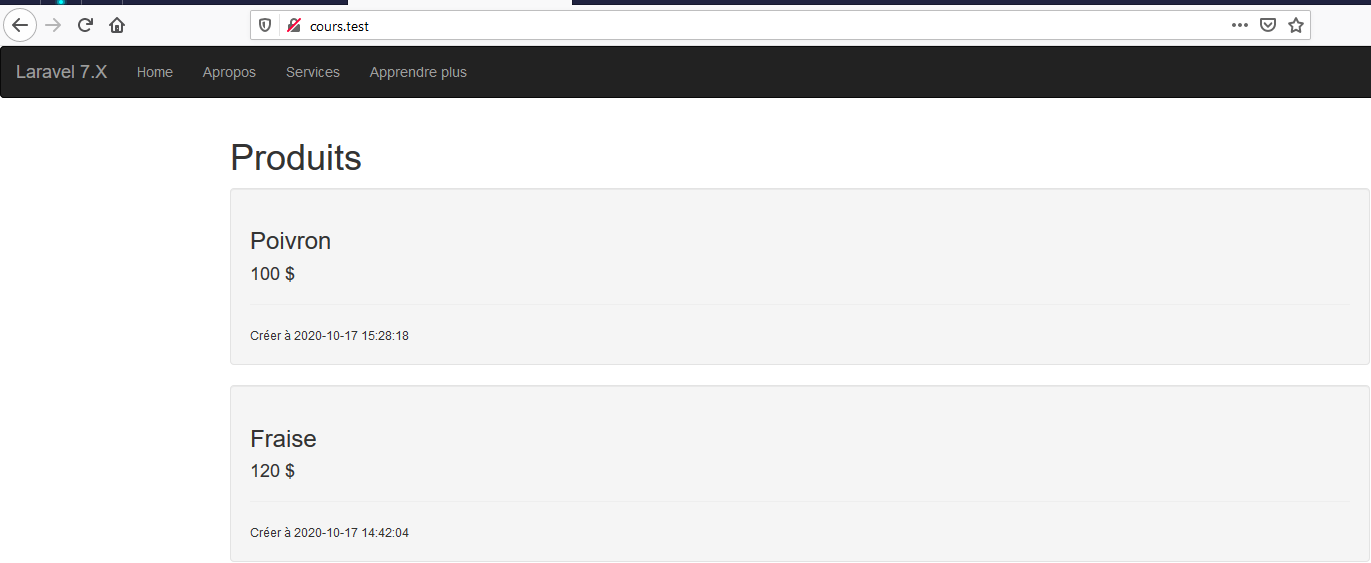 cours.test
Laravel 7.X Home Apropos Services Apprendre plus
Produits
Poivron
100 $
Créer à 2020-10-17 15:28:18
Fraise
120 $
Créer à 2020-10-17 14:42:04